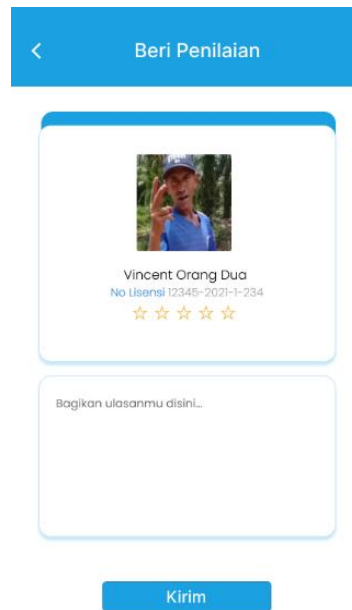 Beri Penilaian
Vincent Orang Dua
No Lisensi 12345-2021-1-234
Bagikan ulasanmu disini...
Kirim